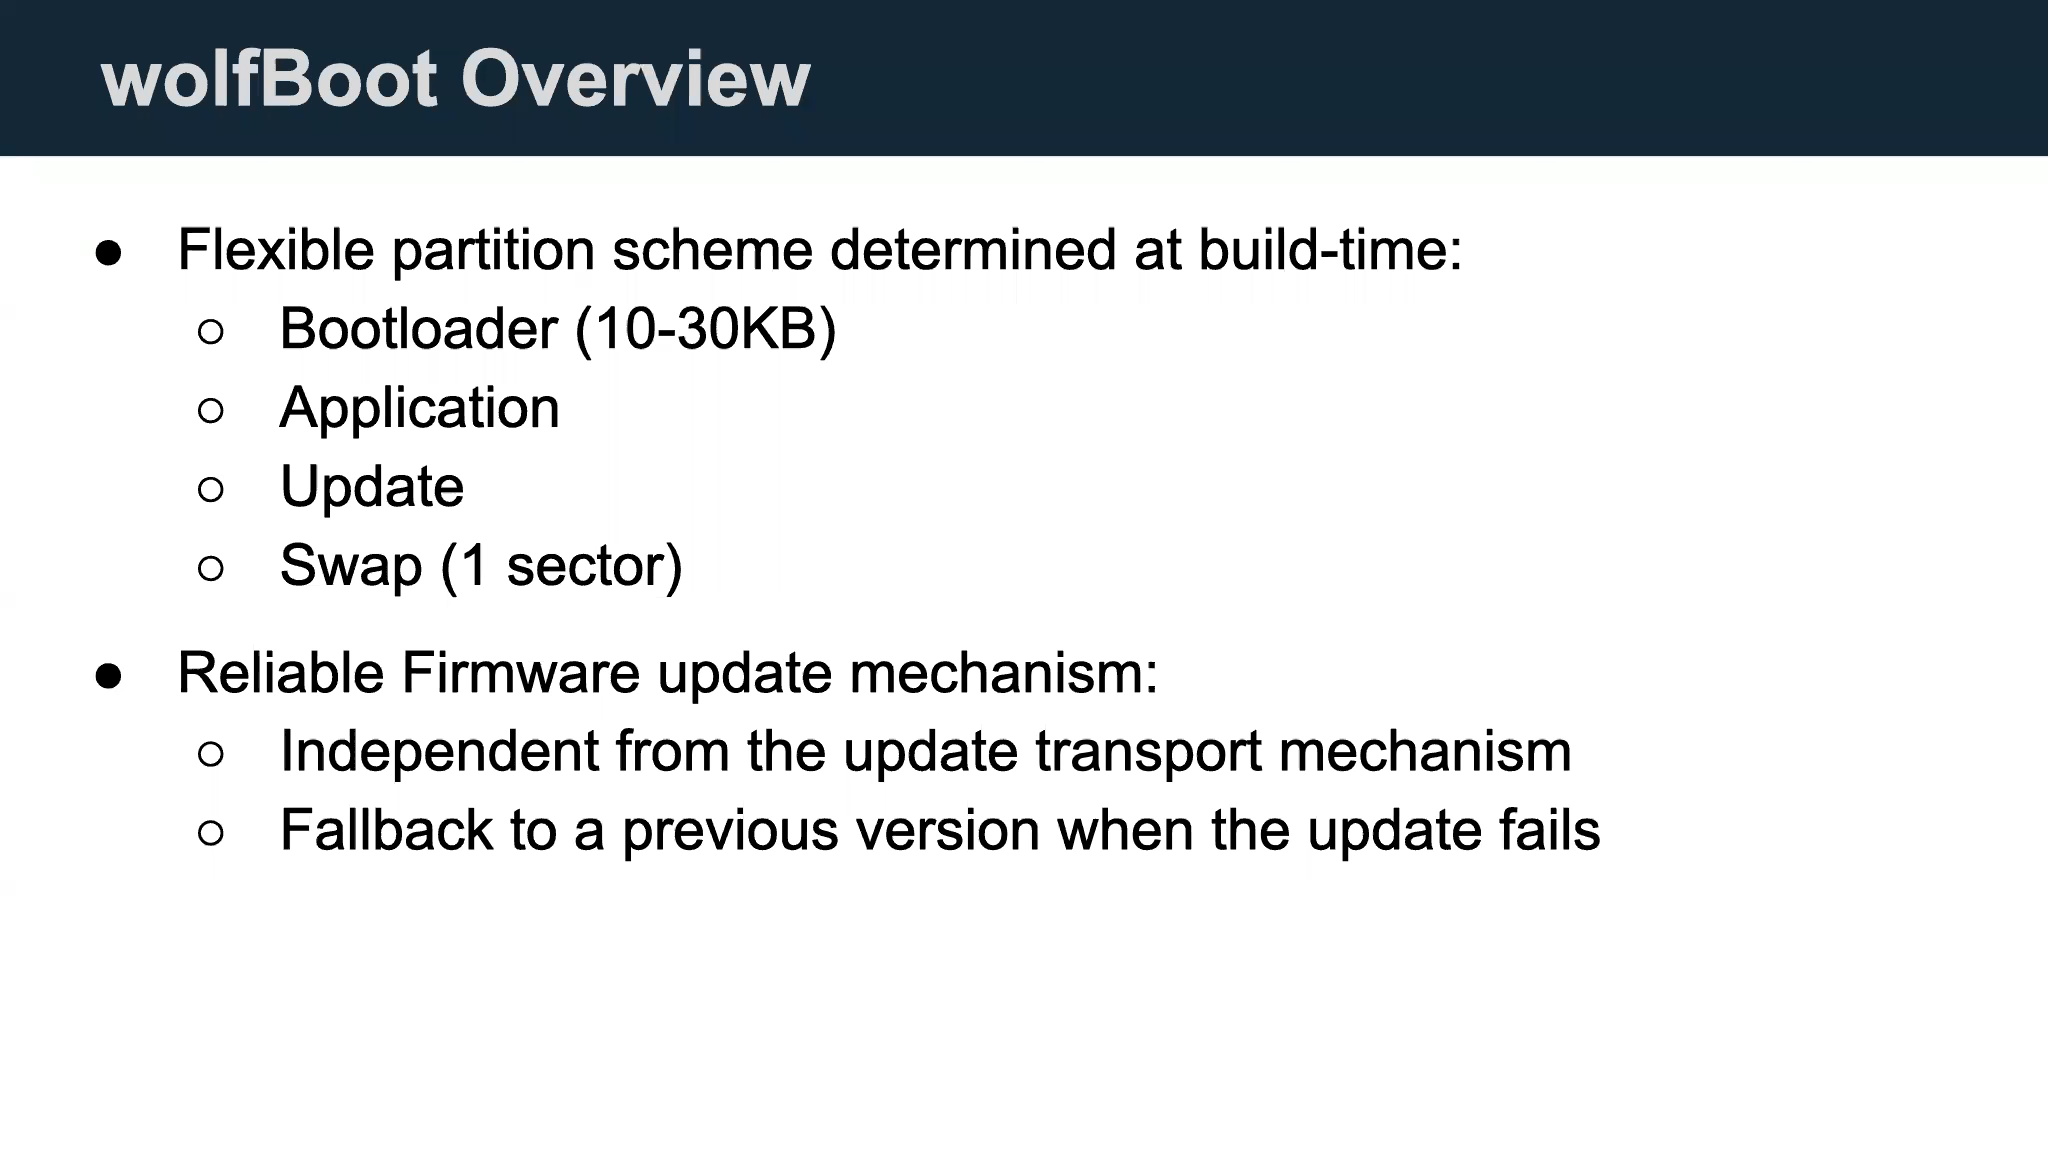 wolfBoot Overview
● Flexible partition scheme determined at build-time:
○ Bootloader (10-30KB)
○ Application
○ Update
○ Swap (1 sector)
● Reliable Firmware update mechanism:
○ Independent from the update transport mechanism
○ Fallback to a previous version when the update fails